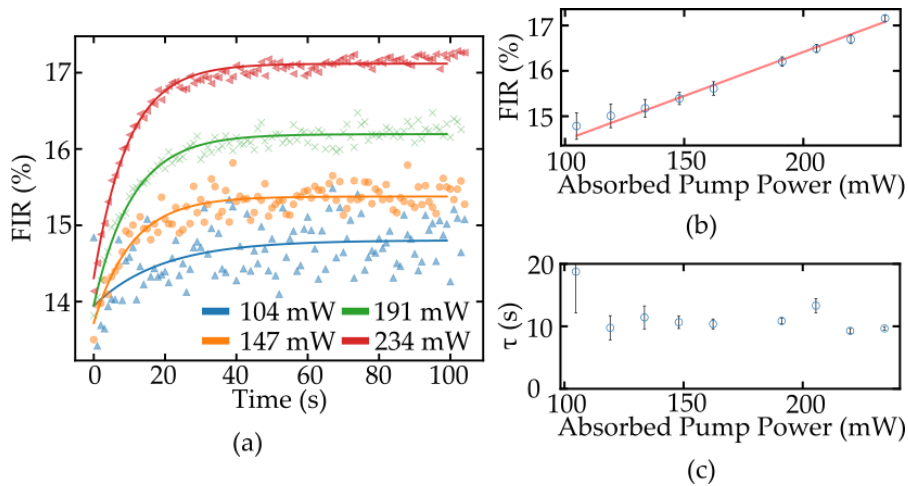 FIR (%)
17
16
15
14
0
20
40
60
80
100
Time (s)
104 mW
191 mW
147 mW
234 mW
(a)
FIR (%)
17
16
15
100
150
200
Absorbed Pump Power (mW)
(b)
τ (s)
20
10
0
100
150
200
Absorbed Pump Power (mW)
(c)